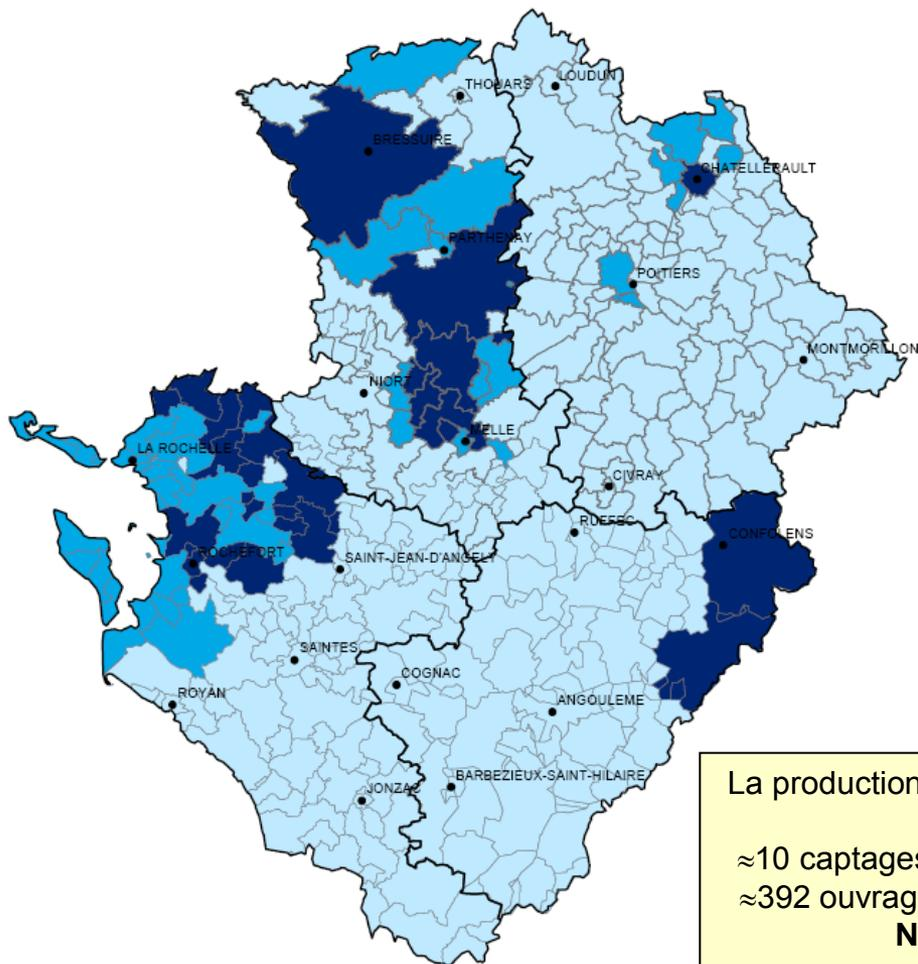 THOUARS
LOUDUN
BRESSUIRE
CHATELLERAULT
PARTHENAY
POITIERS
MONTMORILLON
NIORT
MELLE
LA ROCHELLE
CIVRAY
RUFFEC
CONFOLENS
ROCHEFORT
SAINT-JEAN-D'ANGELY
SAINTES
COGNAC
ROYAN
ANGOULEME
BARBEZIEUX-SAINT-HILAIRE
JONZAC
La production
≈10 captages
≈392 ouvrag
N